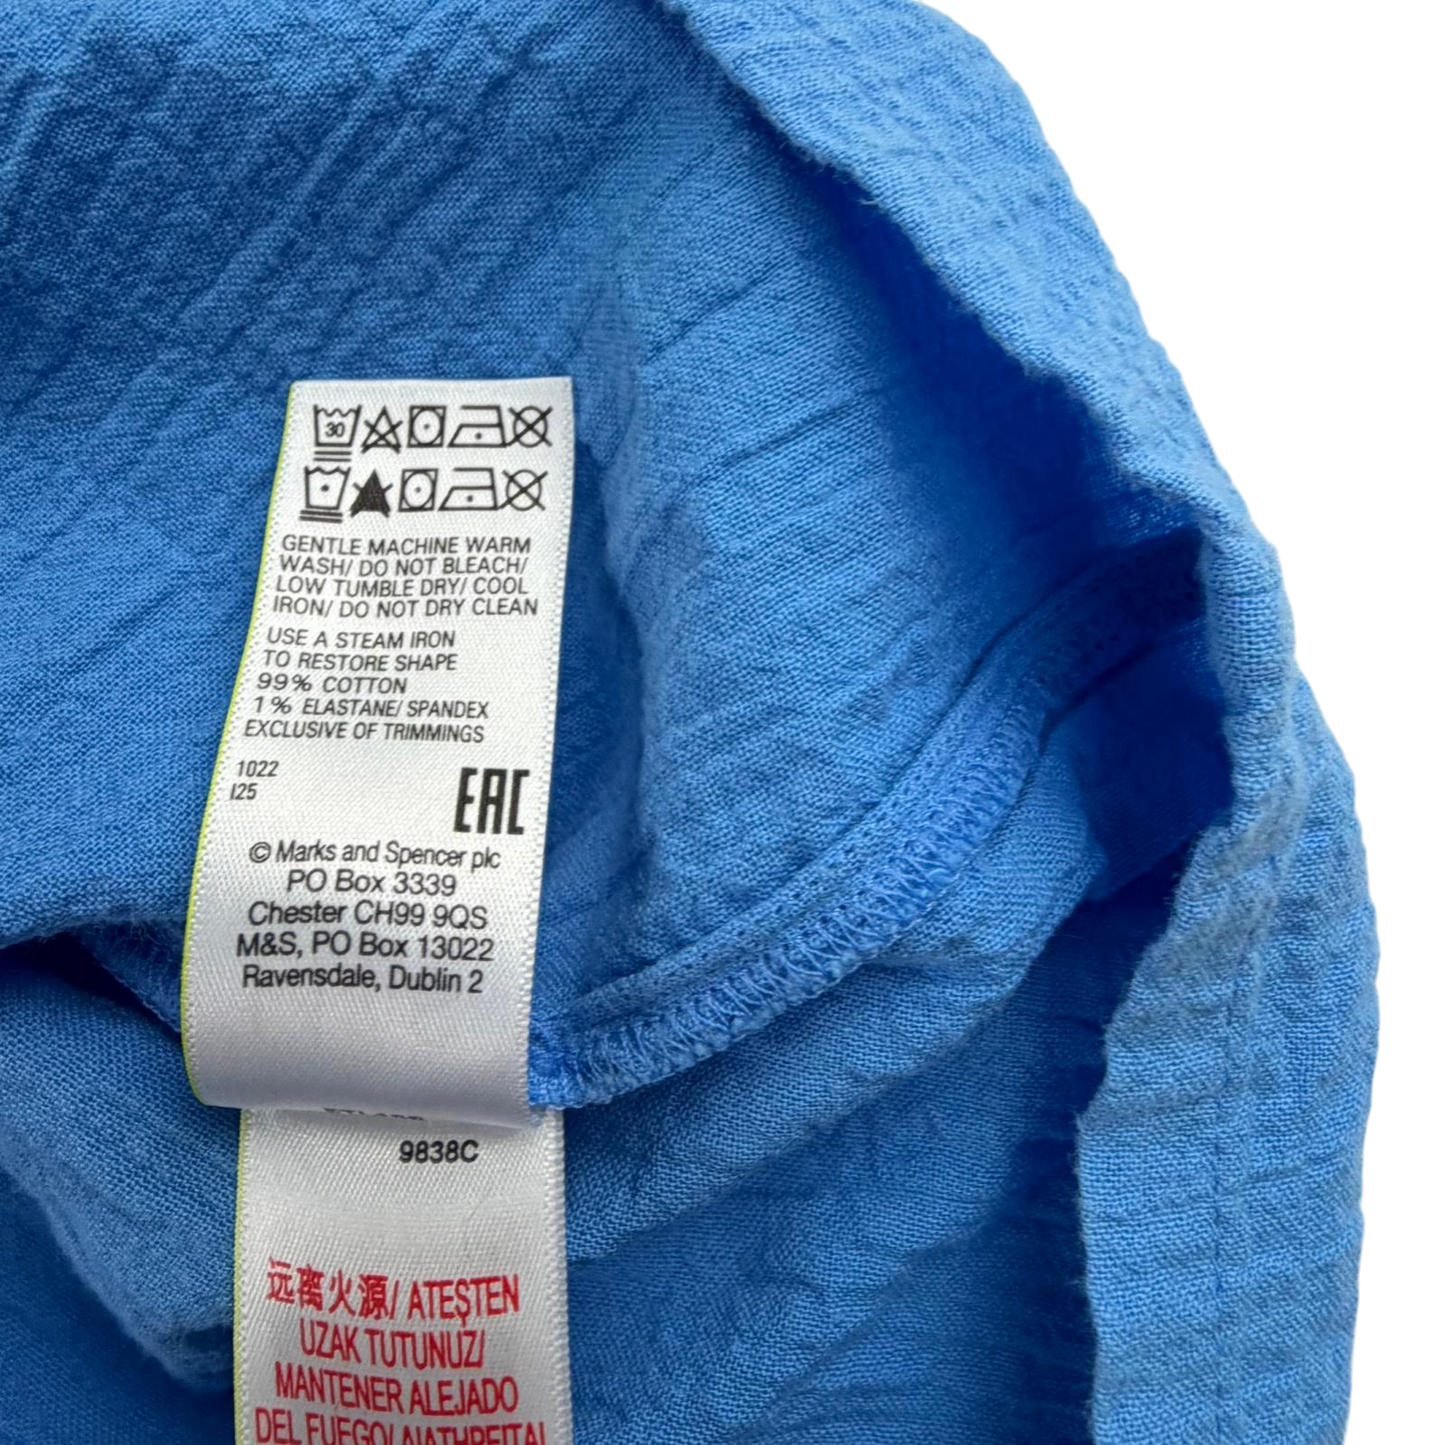 30
GENTLE MACHINE WARM
WASH/ DO NOT BLEACH/
LOW TUMBLE DRY/ COOL
IRON/ DO NOT DRY CLEAN
USE A STEAM IRON
TO RESTORE SHAPE
99% COTTON
1% ELASTANE/ SPANDEX
EXCLUSIVE OF TRIMMINGS
1022
I25
EAC
© Marks and Spencer plc
PO Box 3339
Chester CH99 9QS
M&S, PO Box 13022
Ravensdale, Dublin 2
9838C
远离火源/ ATEŞTEN
UZAK TUTUNUZ/
MANTENER ALEJADO
DEL FUEGO/